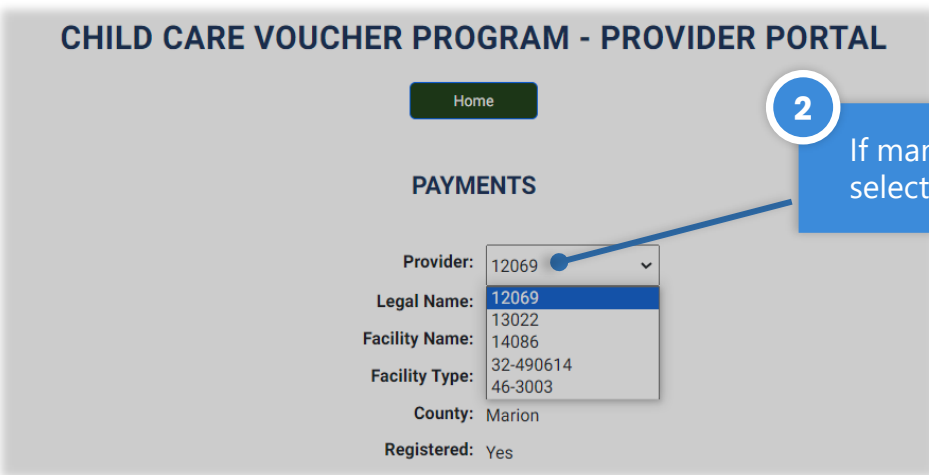 CHILD CARE VOUCHER PROGRAM - PROVIDER PORTAL
Home
2
If
select
PAYMENTS
Provider: 12069
Legal Name: 12069
13022
Facility Name: 14086
32-490614
Facility Type: 46-3003
County: Marion
Registered: Yes